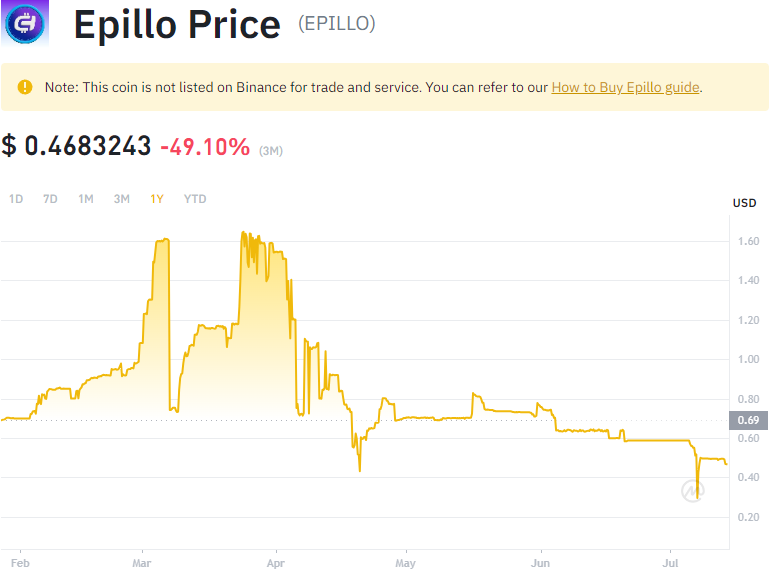 Epillo Price (EPILLO)
Note: This coin is not listed on Binance for trade and service. You can refer to our How to Buy Epillo guide.
$ 0.4683243 -49.10% (3M)
1D 7D 1M 3M 1Y YTD
USD
1.60
1.40
1.20
1.00
0.80
0.69
0.60
0.40
0.20
Feb Mar Apr May Jun Jul